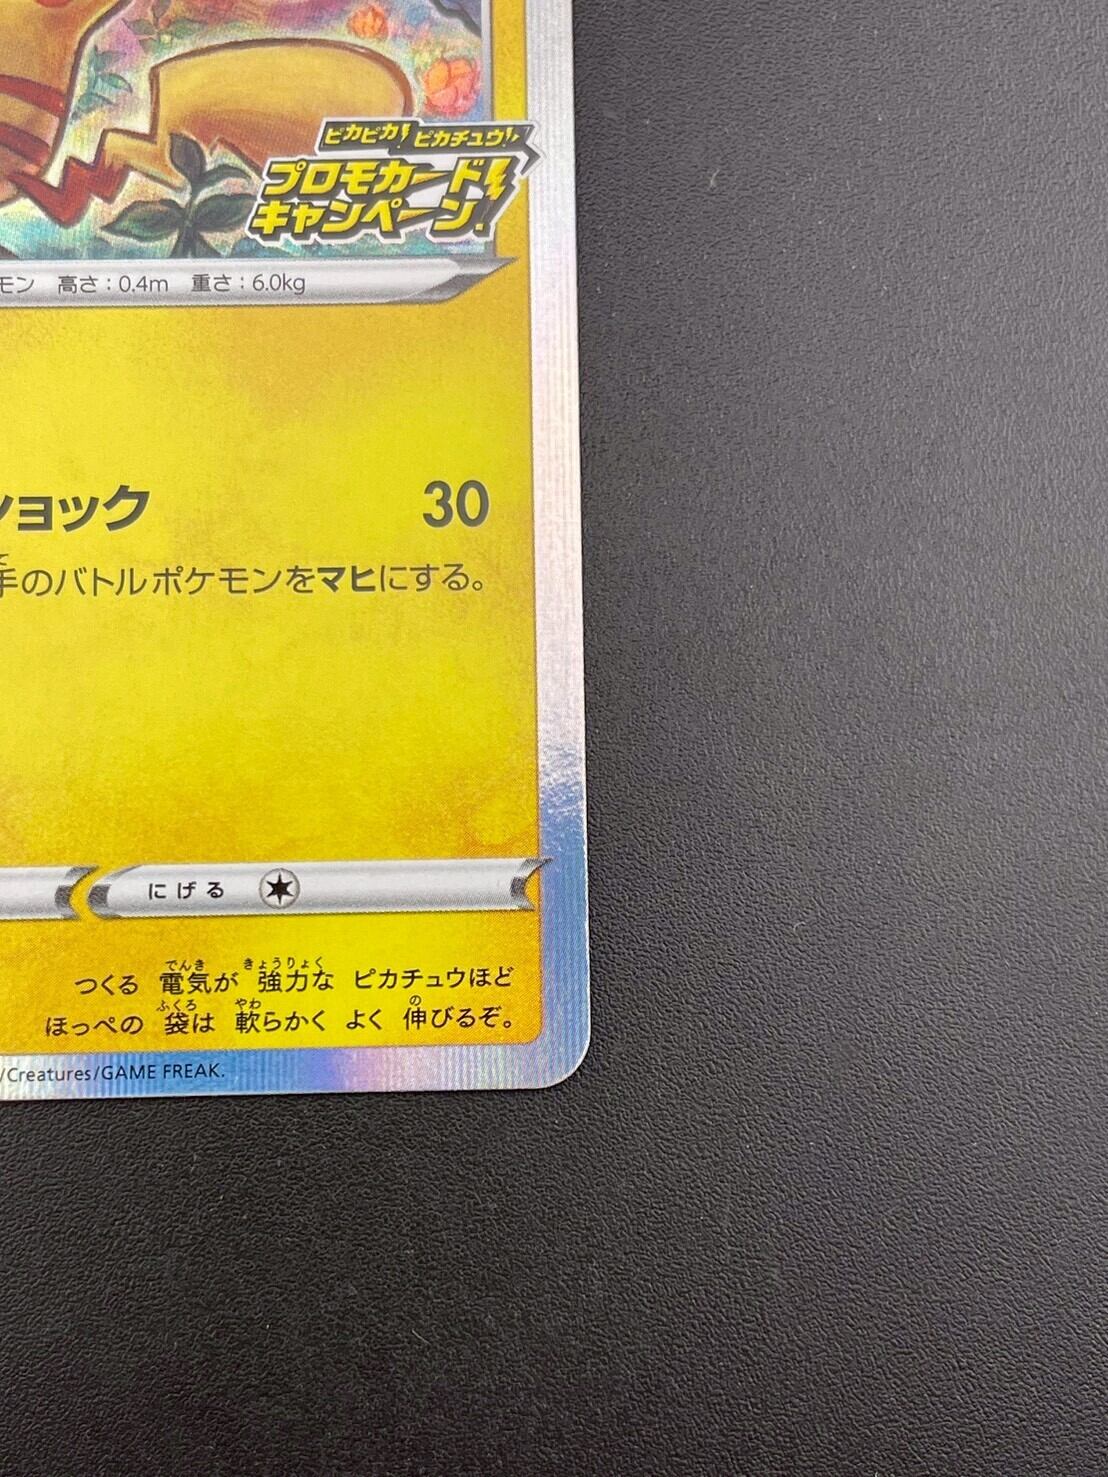 ピカピカ! ピカチュウ!
プロモカード
キャンペーン!
モン 高さ:0.4m 重さ:6.0kg
ショック 30
手のバトルポケモンをマヒにする。
にげる
つくる 電気が 強力な ピカチュウほど
ほっぺの 袋は 軟らかく よく 伸びるぞ。
/Creatures/GAME FREAK.